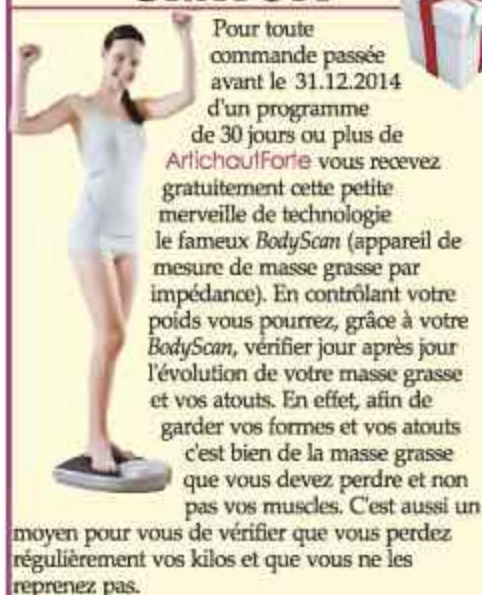 Pour toute
commande passée
avant le 31.12.2014
d'un programme
de 30 jours ou plus de
ArtichautForte vous recevez
gratuitement cette petite
merveille de technologie
le fameux BodyScan (appareil de
mesure de masse grasse par
impédance). En contrôlant votre
poids vous pourrez, grâce à votre
BodyScan, vérifier jour après jour
l'évolution de votre masse grasse
et vos atouts. En effet, afin de
garder vos formes et vos atouts
c'est bien de la masse grasse
que vous devez perdre et non
pas vos muscles. C'est aussi un
moyen pour vous de vérifier que vous perdez
régulièrement vos kilos et que vous ne les
reprenez pas.